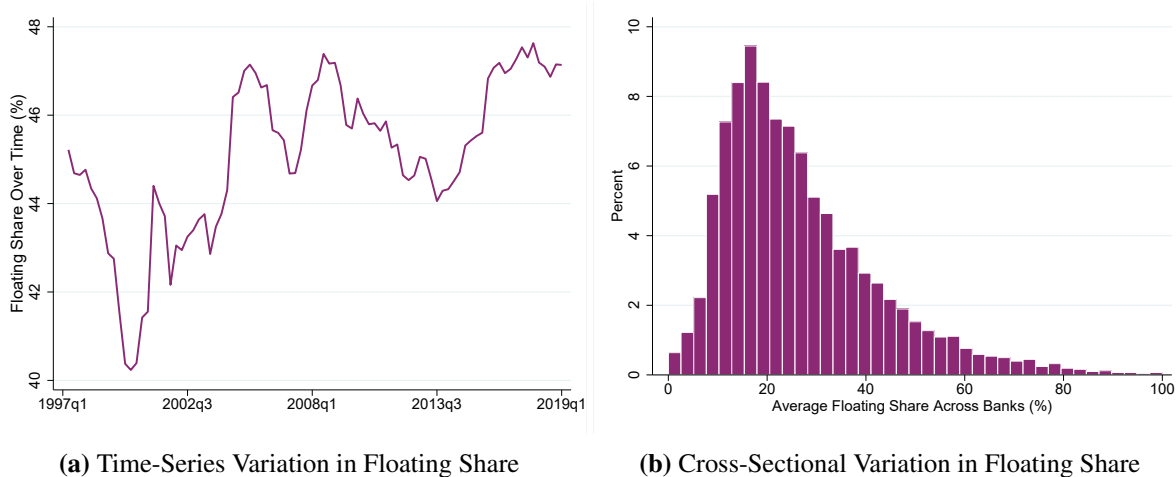 Floating Share Over Time (%)
48
46
44
42
40
1997q1 2002q3 2008q1 2013q3 2019q1
(a) Time-Series Variation in Floating Share
Percent
10
8
6
4
2
0
0 20 40 60 80 100
Average Floating Share Across Banks (%)
(b) Cross-Sectional Variation in Floating Share